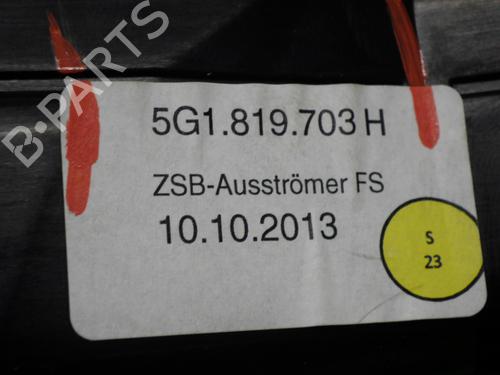 B-PARTS
5G1.819.703 H
ZSB-Ausströmer FS
10.10.2013
S
23